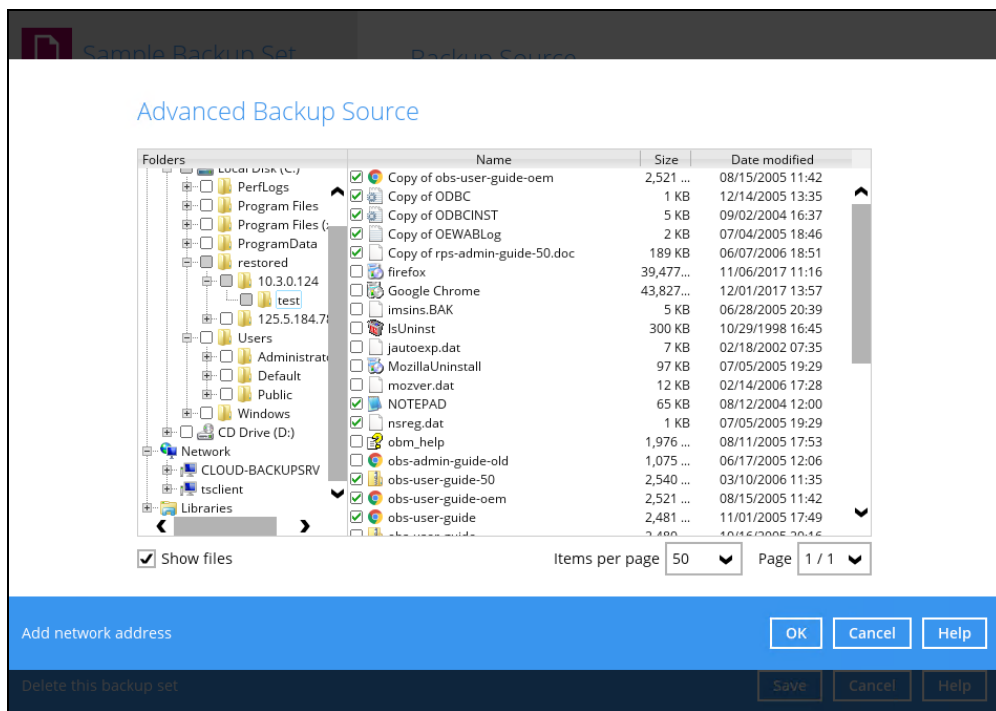 Sample Backup Set
Backup Source
Advanced Backup Source
Folders
Name Size Date modified
Local Disk (C:)
PerfLogs
Program Files
Program Files (
ProgramData
restored
10.3.0.124
test
125.5.184.78
Users
Administrat
Default
Public
Windows
CD Drive (D:)
Network
CLOUD-BACKUPSRV
tsclient
Libraries
Copy of obs-user-guide-oem 2,521 ... 08/15/2005 11:42
Copy of ODBC 1 KB 12/14/2005 13:35
Copy of ODBCINST 5 KB 09/02/2004 16:37
Copy of OEWABLog 2 KB 07/04/2005 18:46
Copy of rps-admin-guide-50.doc 189 KB 06/07/2006 18:51
firefox 39,477... 11/06/2017 11:16
Google Chrome 43,827... 12/01/2017 13:57
imsins.BAK 5 KB 06/28/2005 20:39
IsUninst 300 KB 10/29/1998 16:45
jautoexp.dat 7 KB 02/18/2002 07:35
MozillaUninstall 97 KB 07/05/2005 19:29
mozver.dat 12 KB 02/14/2006 17:28
NOTEPAD 65 KB 08/12/2004 12:00
nsreg.dat 1 KB 07/05/2005 19:29
obm_help 1,976 ... 08/11/2005 17:53
obs-admin-guide-old 1,075 ... 06/17/2005 12:06
obs-user-guide-50 2,540 ... 03/10/2006 11:35
obs-user-guide-oem 2,521 ... 08/15/2005 11:42
obs-user-guide 2,481 ... 11/01/2005 17:49
obs-user-guide 2,480 10/16/2005 20:16
Show files
Items per page 50 Page 1 / 1
Add network address
OK Cancel Help
Delete this backup set
Save Cancel Help